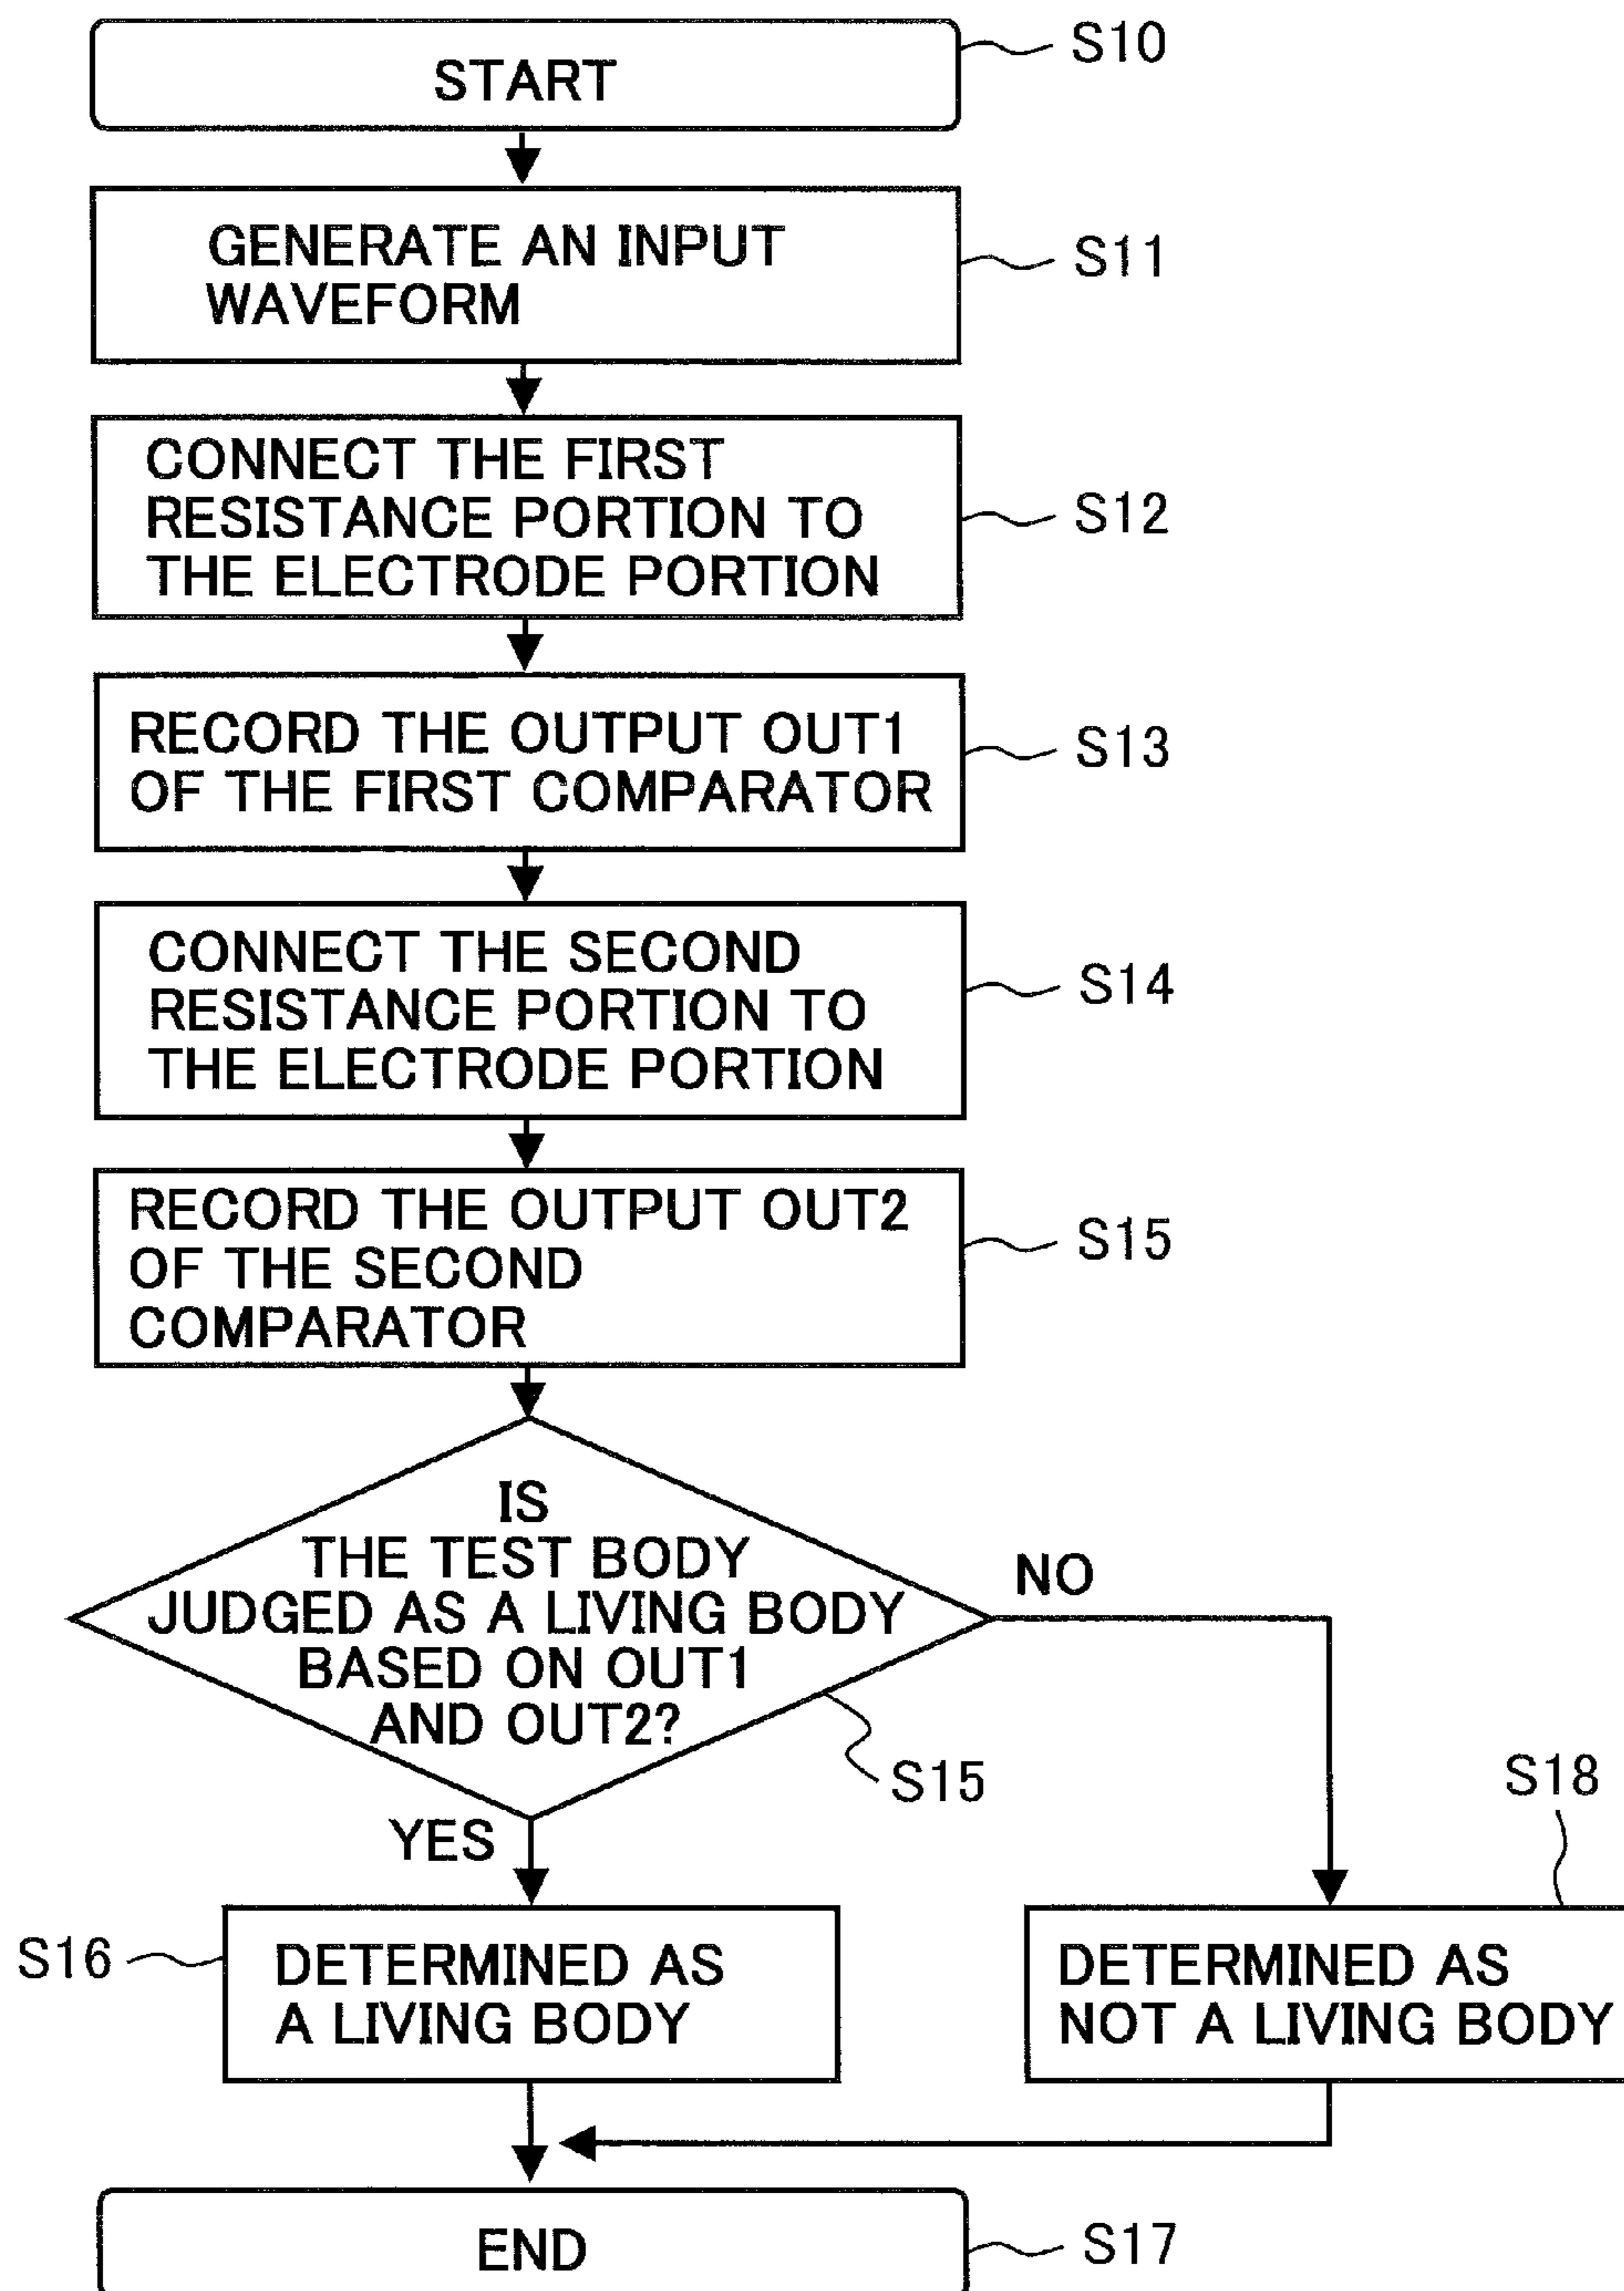 START
S10
GENERATE AN INPUT
WAVEFORM
S11
CONNECT THE FIRST
RESISTANCE PORTION TO
THE ELECTRODE PORTION
S12
RECORD THE OUTPUT OUT1
OF THE FIRST COMPARATOR
S13
CONNECT THE SECOND
RESISTANCE PORTION TO
THE ELECTRODE PORTION
S14
RECORD THE OUTPUT OUT2
OF THE SECOND
COMPARATOR
S15
IS
THE TEST BODY
JUDGED AS A LIVING BODY
BASED ON OUT1
AND OUT2?
S15
NO
YES
S16
DETERMINED AS
A LIVING BODY
S18
DETERMINED AS
NOT A LIVING BODY
END
S17